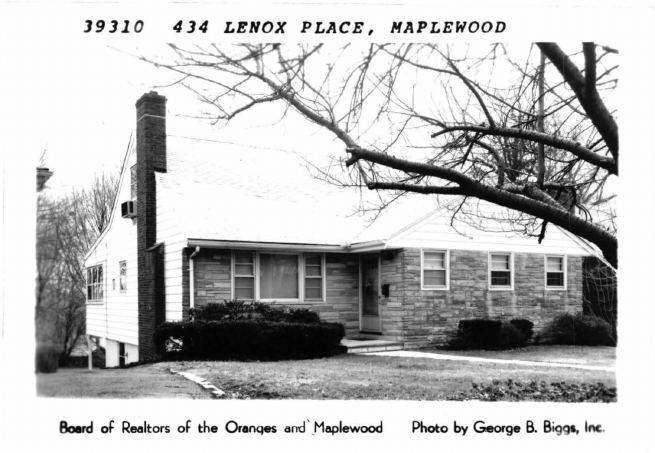 39310 434 LENOX PLACE, MAPLEWOOD
Board of Realtors of the Oranges and Maplewood Photo by George B. Biggs, Inc.